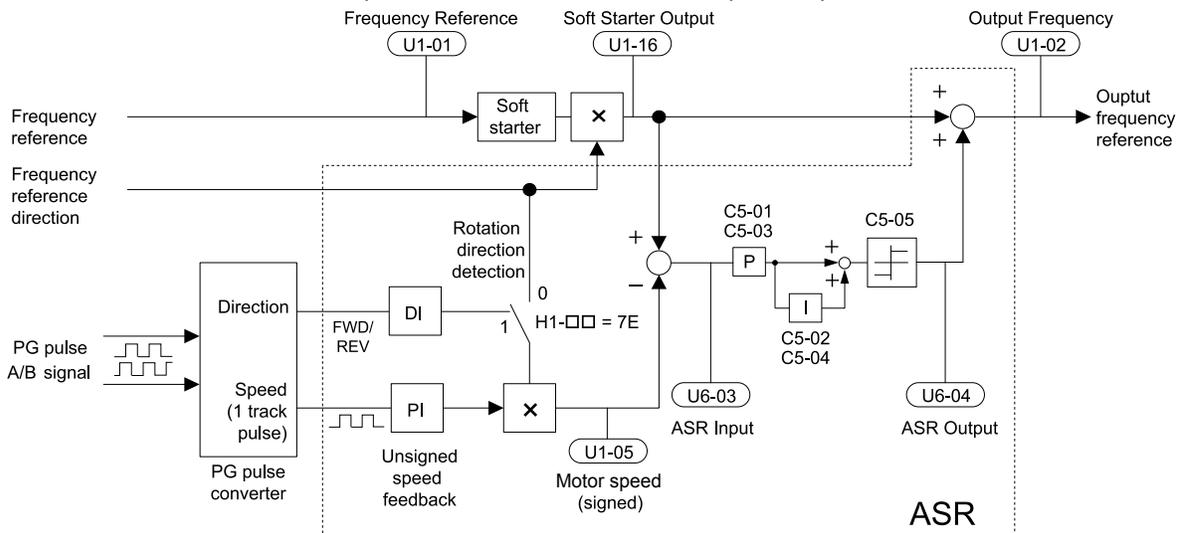 Frequency Reference
U1-01
Soft Starter Output
U1-16
Output Frequency
U1-02
Frequency
reference
Soft
starter
×
+
+
Ouptut
frequency
reference
Frequency
reference
direction
Rotation
direction
detection
+
−
C5-01
C5-03
P
I
C5-02
C5-04
+
+
C5-05
Direction
FWD/
REV
DI
0
1
H1-□□ = 7E
PG pulse
A/B signal
Speed
(1 track
pulse)
PG pulse
converter
PI
Unsigned
speed
feedback
×
U1-05
Motor speed
(signed)
U6-03
ASR Input
U6-04
ASR Output
ASR